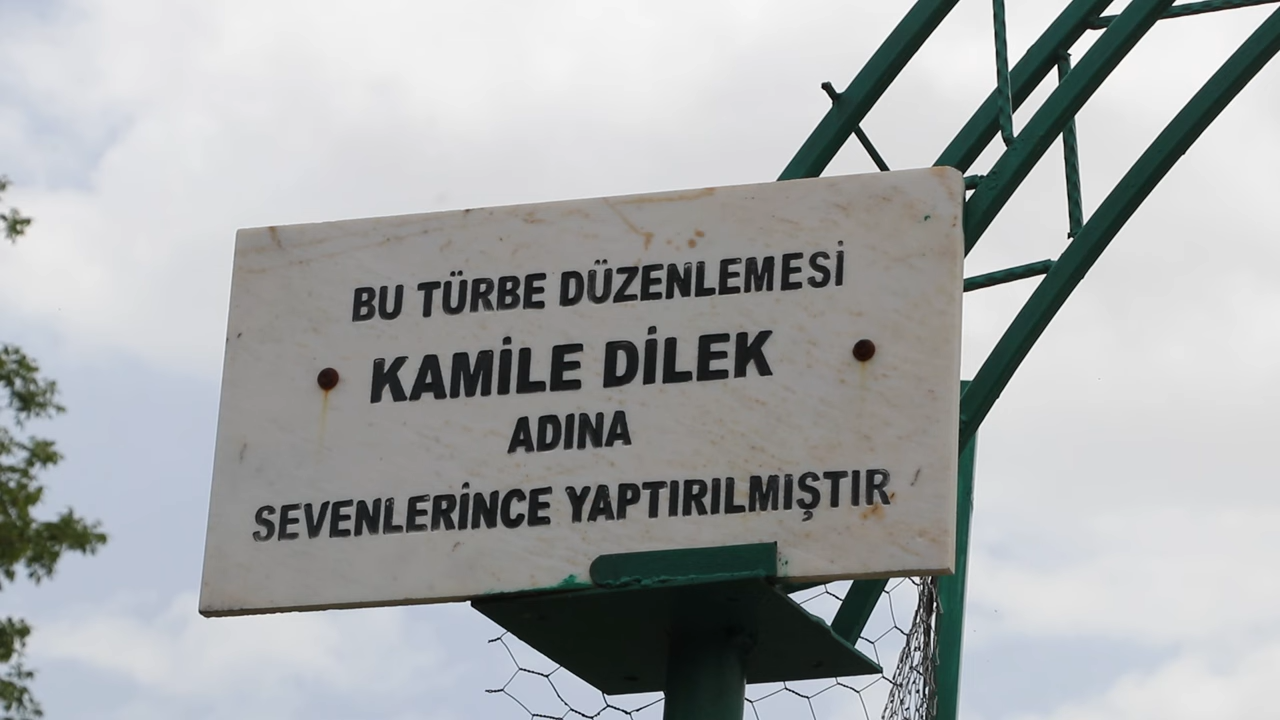 BU TÜRBE DÜZENLEMESİ
KAMİLE DİLEK
ADINA
SEVENLERİNCE YAPTIRILMIŞTIR